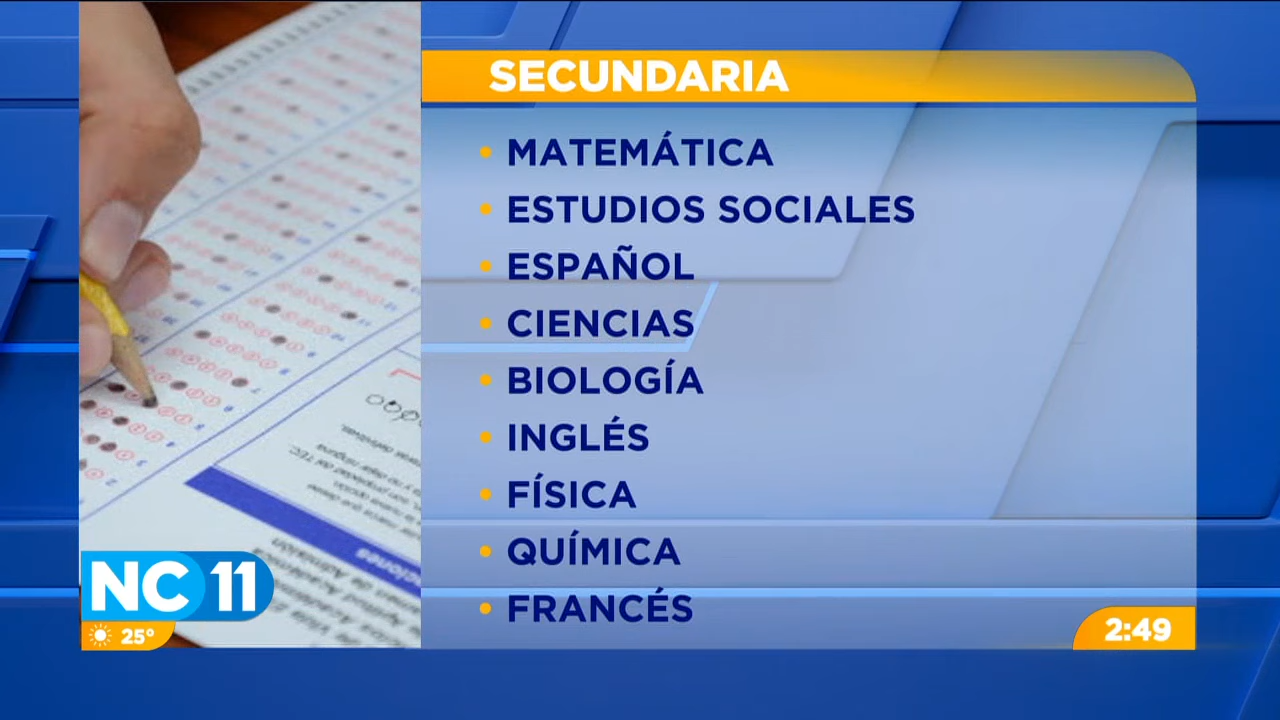 SECUNDARIA
• MATEMÁTICA
• ESTUDIOS SOCIALES
• ESPAÑOL
• CIENCIAS
• BIOLOGÍA
• INGLÉS
• FÍSICA
• QUÍMICA
• FRANCÉS
NC 11
25°
2:49